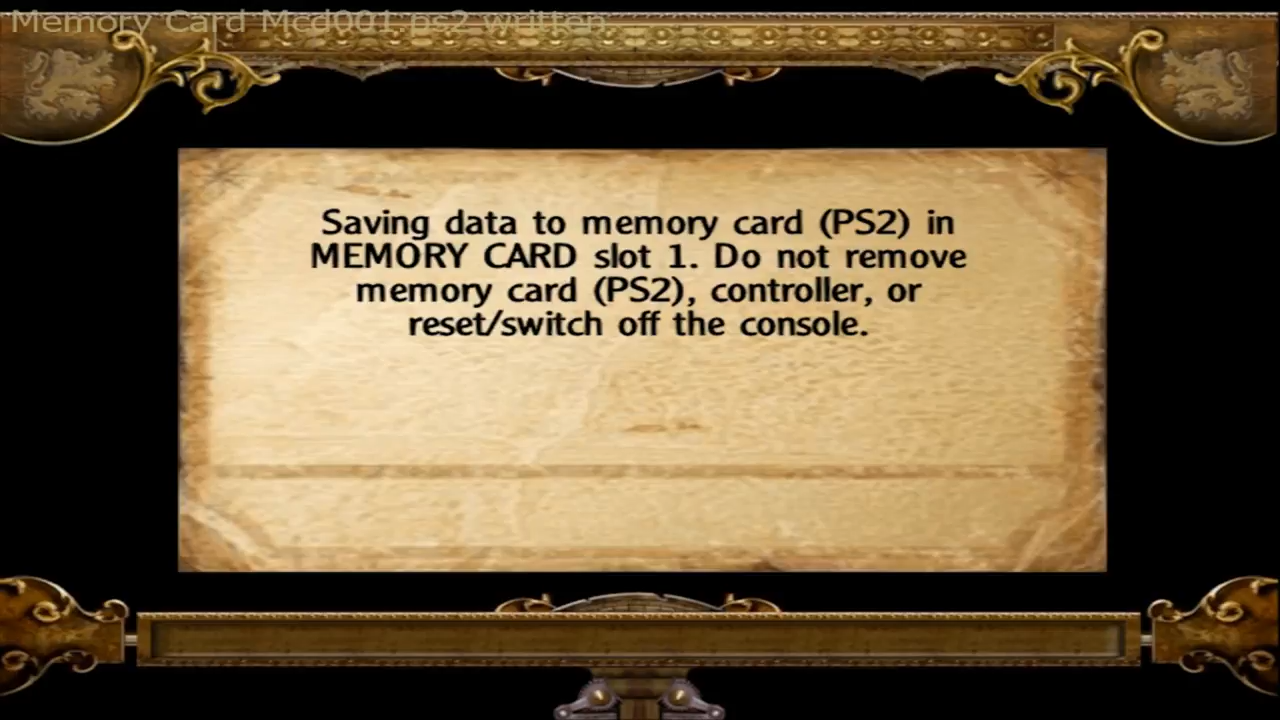 Memory Card Mcd001.ps2 written.
Saving data to memory card (PS2) in
MEMORY CARD slot 1. Do not remove
memory card (PS2), controller, or
reset/switch off the console.